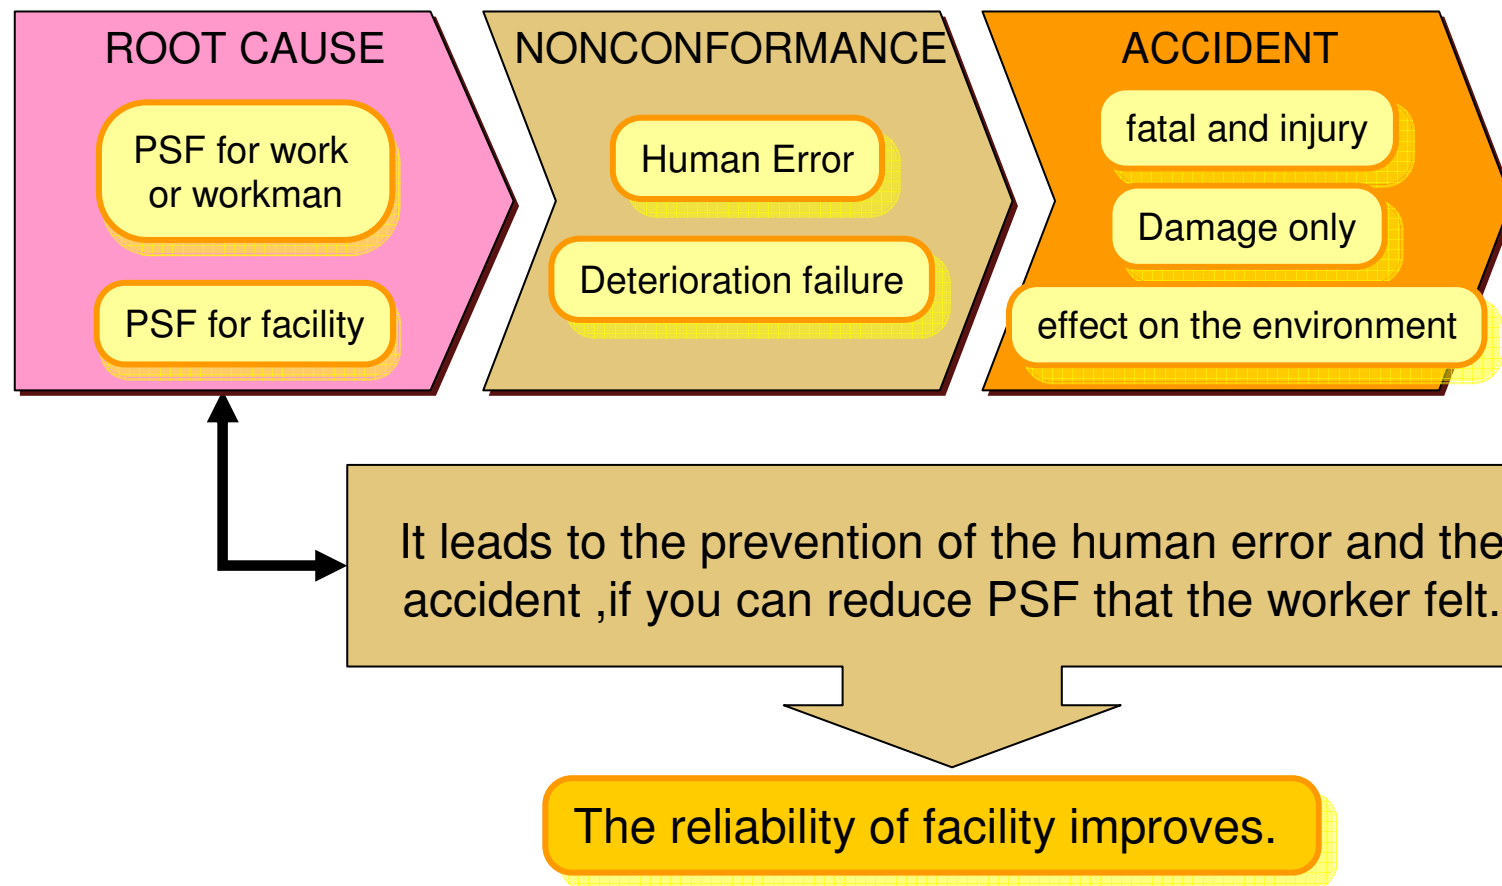 ROOT CAUSE
PSF for work
or workman
PSF for facility
NONCONFORMANCE
Human Error
Deterioration failure
ACCIDENT
fatal and injury
Damage only
effect on the environment
It leads to the prevention of the human error and the
accident ,if you can reduce PSF that the worker felt.
The reliability of facility improves.